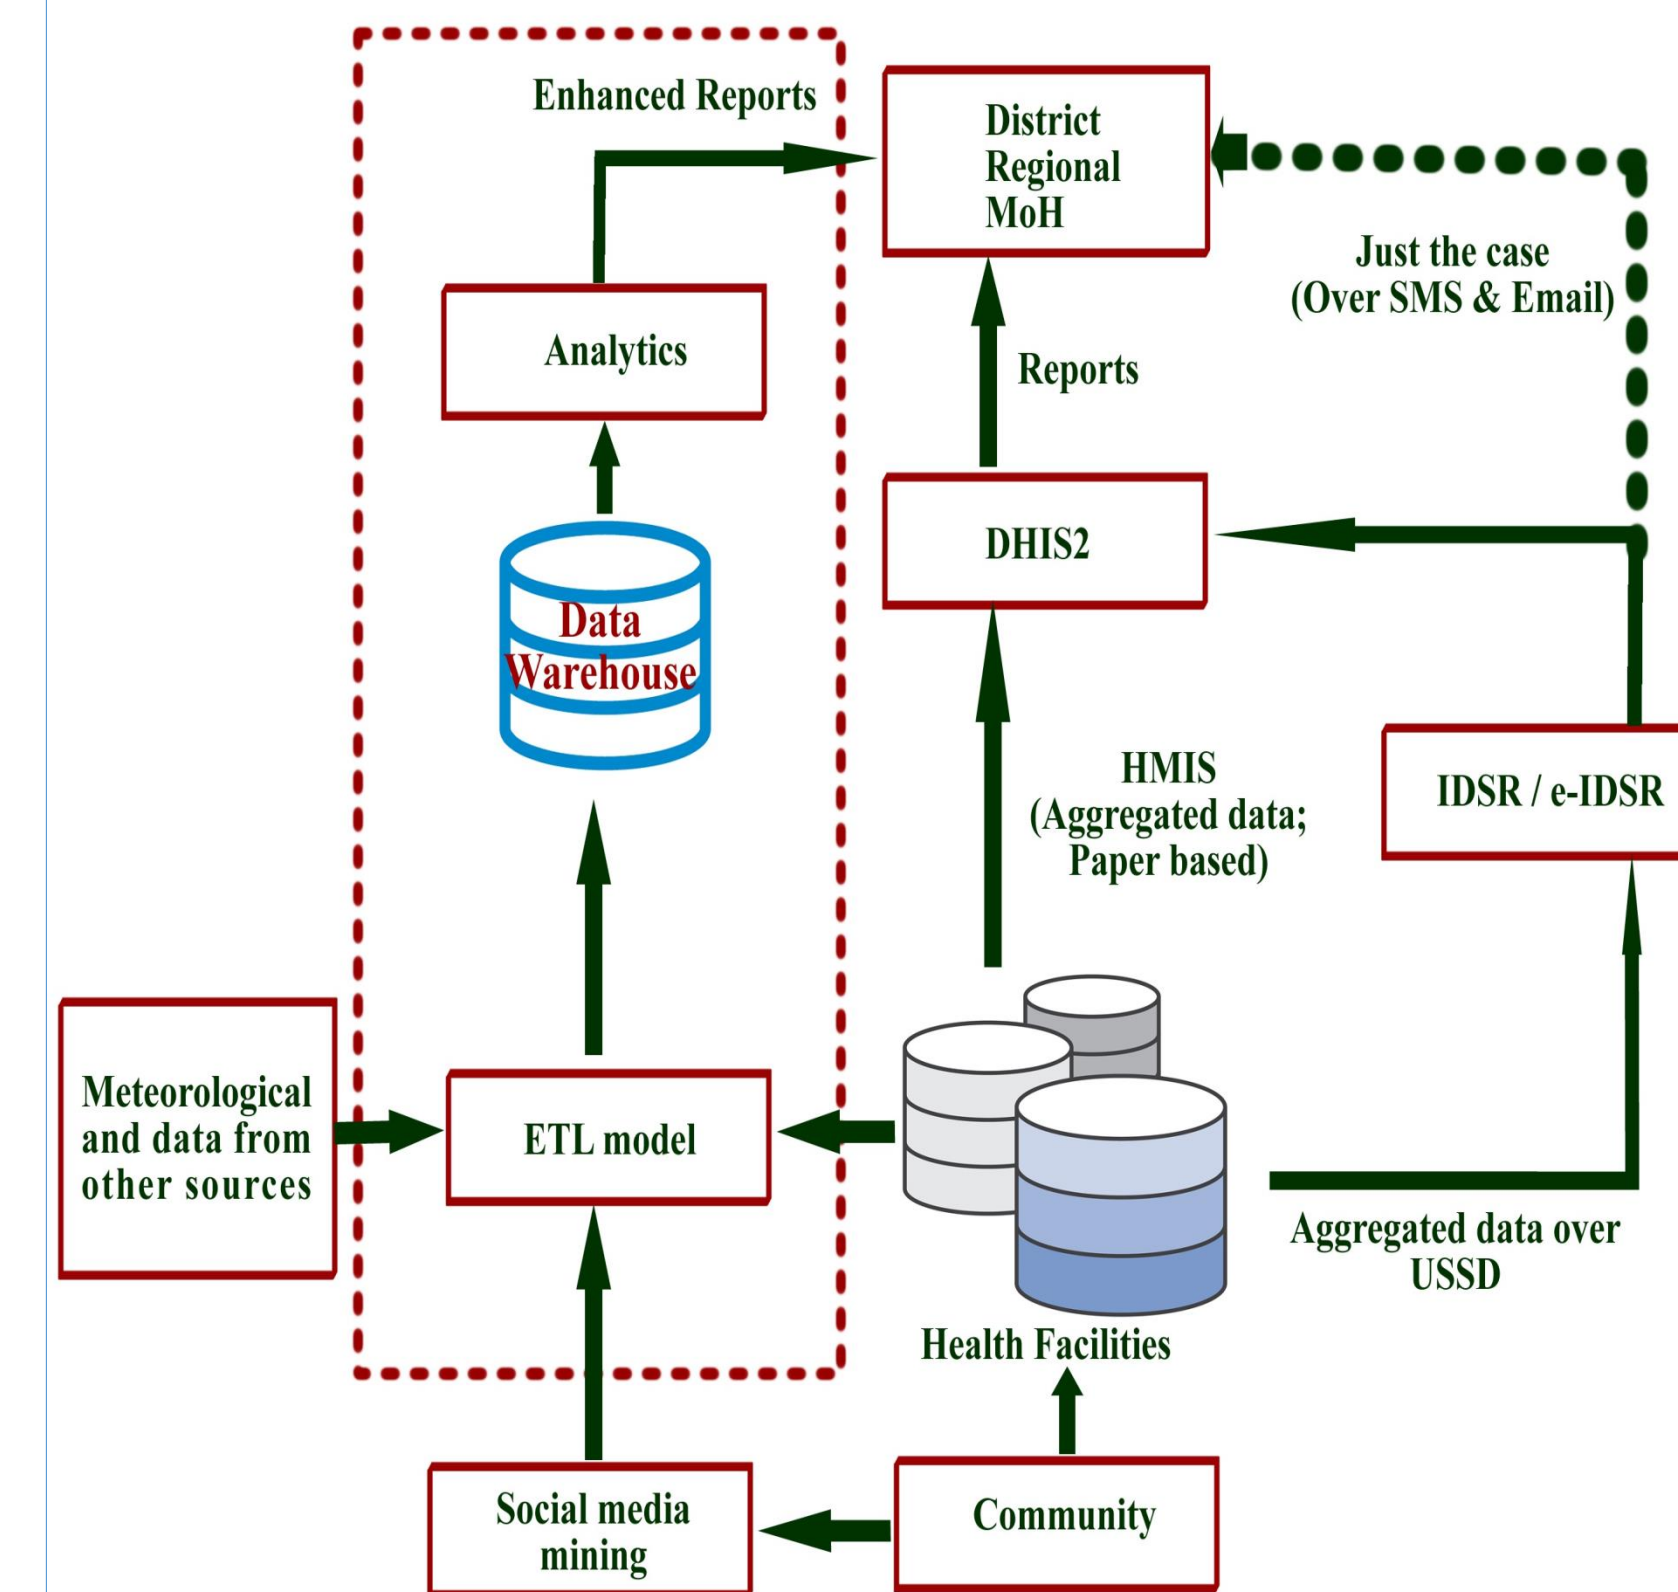 Enhanced Reports
District
Regional
MoH
Just the case
(Over SMS & Email)
Analytics
Reports
DHIS2
Data
Warehouse
HMIS
(Aggregated data;
Paper based)
IDSR / e-IDSR
Meteorological
and data from
other sources
ETL model
Aggregated data over
USSD
Health Facilities
Social media
mining
Community